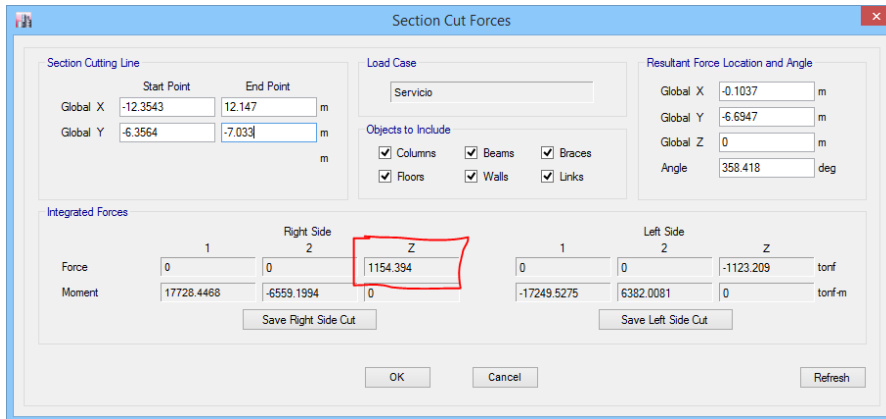 Section Cut Forces
Section Cutting Line
Start Point End Point
Global X -12.3543 12.147 m
Global Y -6.3564 -7.033 m
m
Load Case
Servicio
Objects to Include
Columns Beams Braces
Floors Walls Links
Resultant Force Location and Angle
Global X -0.1037 m
Global Y -6.6947 m
Global Z 0 m
Angle 358.418 deg
Integrated Forces
Right Side Left Side
1 2 Z 1 2 Z
Force 0 0 1154.394 0 0 -1123.209 tonf
Moment 17728.4468 -6559.1994 0 -17249.5275 6382.0081 0 tonf-m
Save Right Side Cut Save Left Side Cut
OK Cancel Refresh